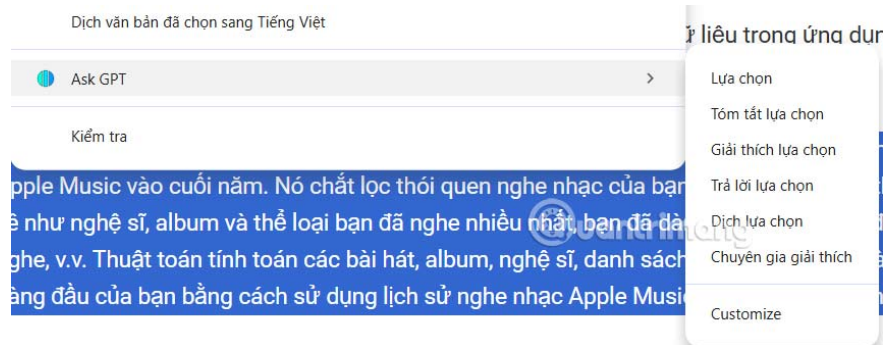 Dịch văn bản đã chọn sang Tiếng Việt
Ask GPT
Kiểm tra
ữ liệu trong ứng dụn
Lựa chọn
Tóm tắt lựa chọn
Giải thích lựa chọn
Trả lời lựa chọn
Dịch lựa chọn
Chuyên gia giải thích
Customize
pple Music vào cuối năm. Nó chắt lọc thói quen nghe nhạc của bạn
ê như nghệ sĩ, album và thể loại bạn đã nghe nhiều nhất, bạn đã dà
ghe, v.v. Thuật toán tính toán các bài hát, album, nghệ sĩ, danh sách
àng đầu của bạn bằng cách sử dụng lịch sử nghe nhạc Apple Musi
Quantrimang